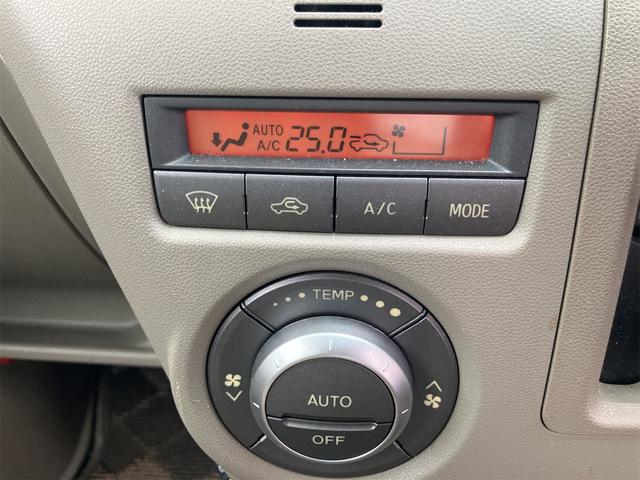 AUTO
A/C 25.0
A/C MODE
TEMP
AUTO
OFF